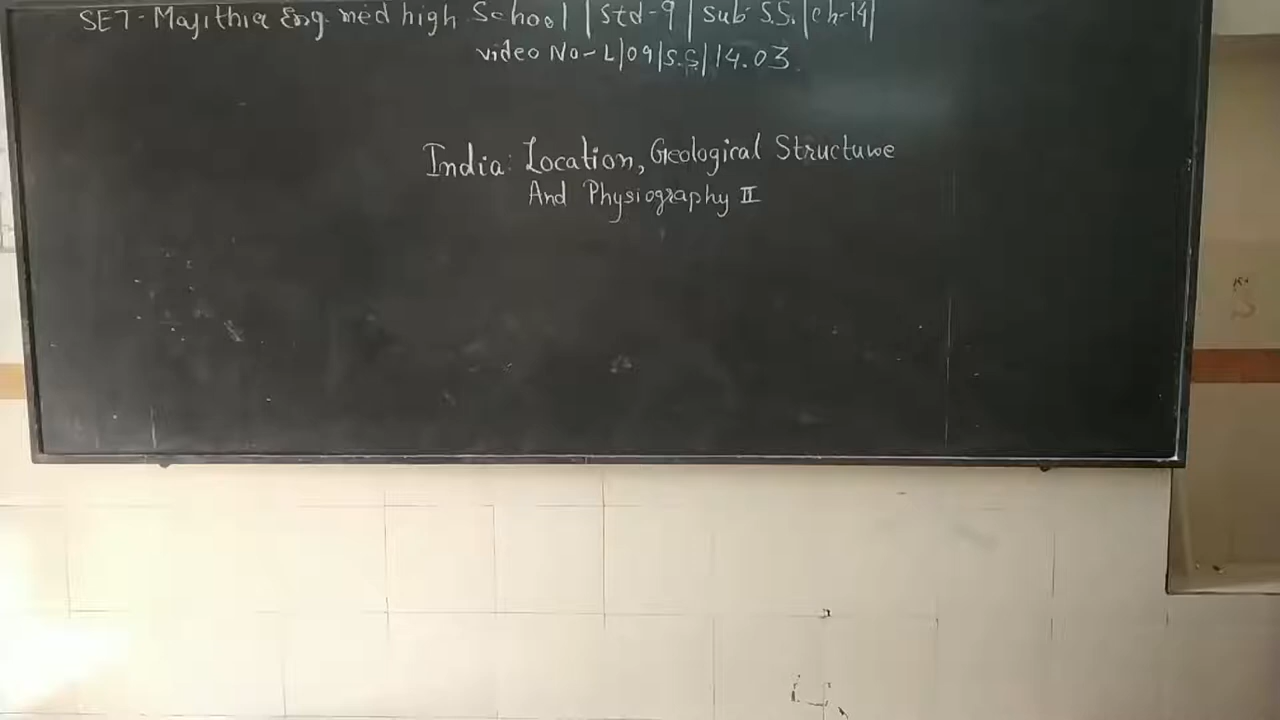 SET-Majithia Eng. med high School | Std-9 | Sub-S.S. | Ch-14 |
Video No-L|09|S.S|14.03.
India: Location, Geological Structure
And Physiography II